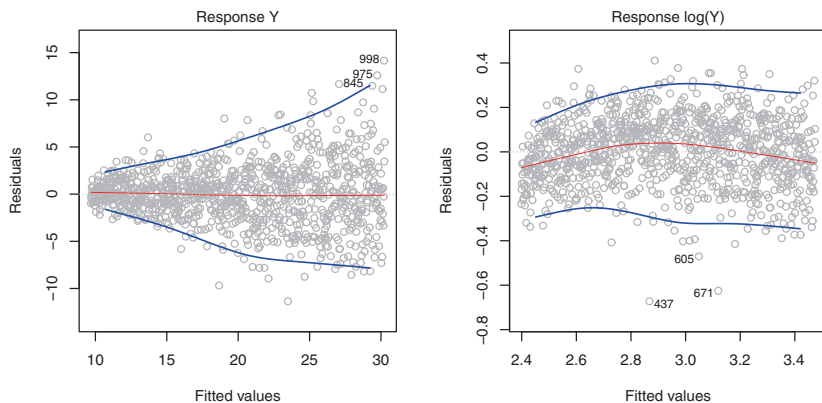 Response Y
998
975
845
15
10
5
0
−5
−10
Residuals
10 15 20 25 30
Fitted values
Response log(Y)
0.4
0.2
0.0
−0.2
−0.4
−0.6
−0.8
Residuals
605
671
437
2.4 2.6 2.8 3.0 3.2 3.4
Fitted values